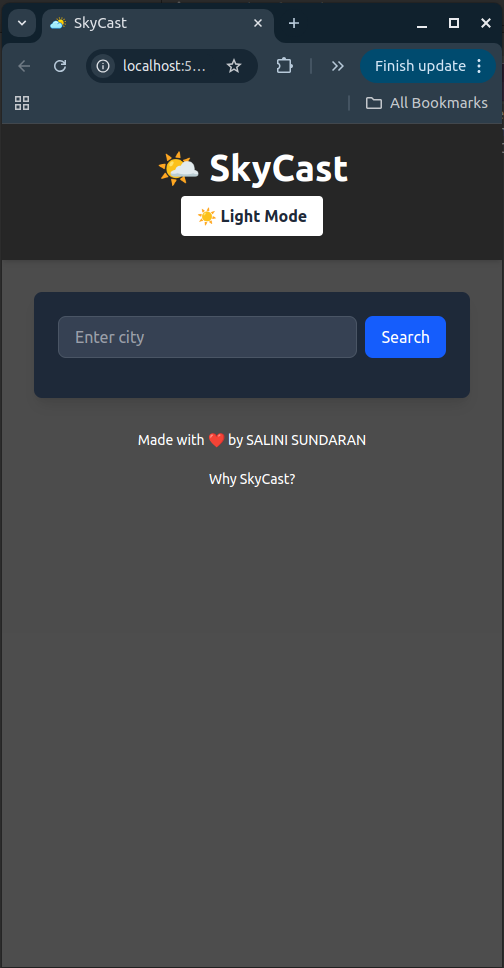 SkyCast
localhost:5...
Finish update
All Bookmarks
🌤️ SkyCast
☀️ Light Mode
Enter city
Search
Made with ❤️ by SALINI SUNDARAN
Why SkyCast?